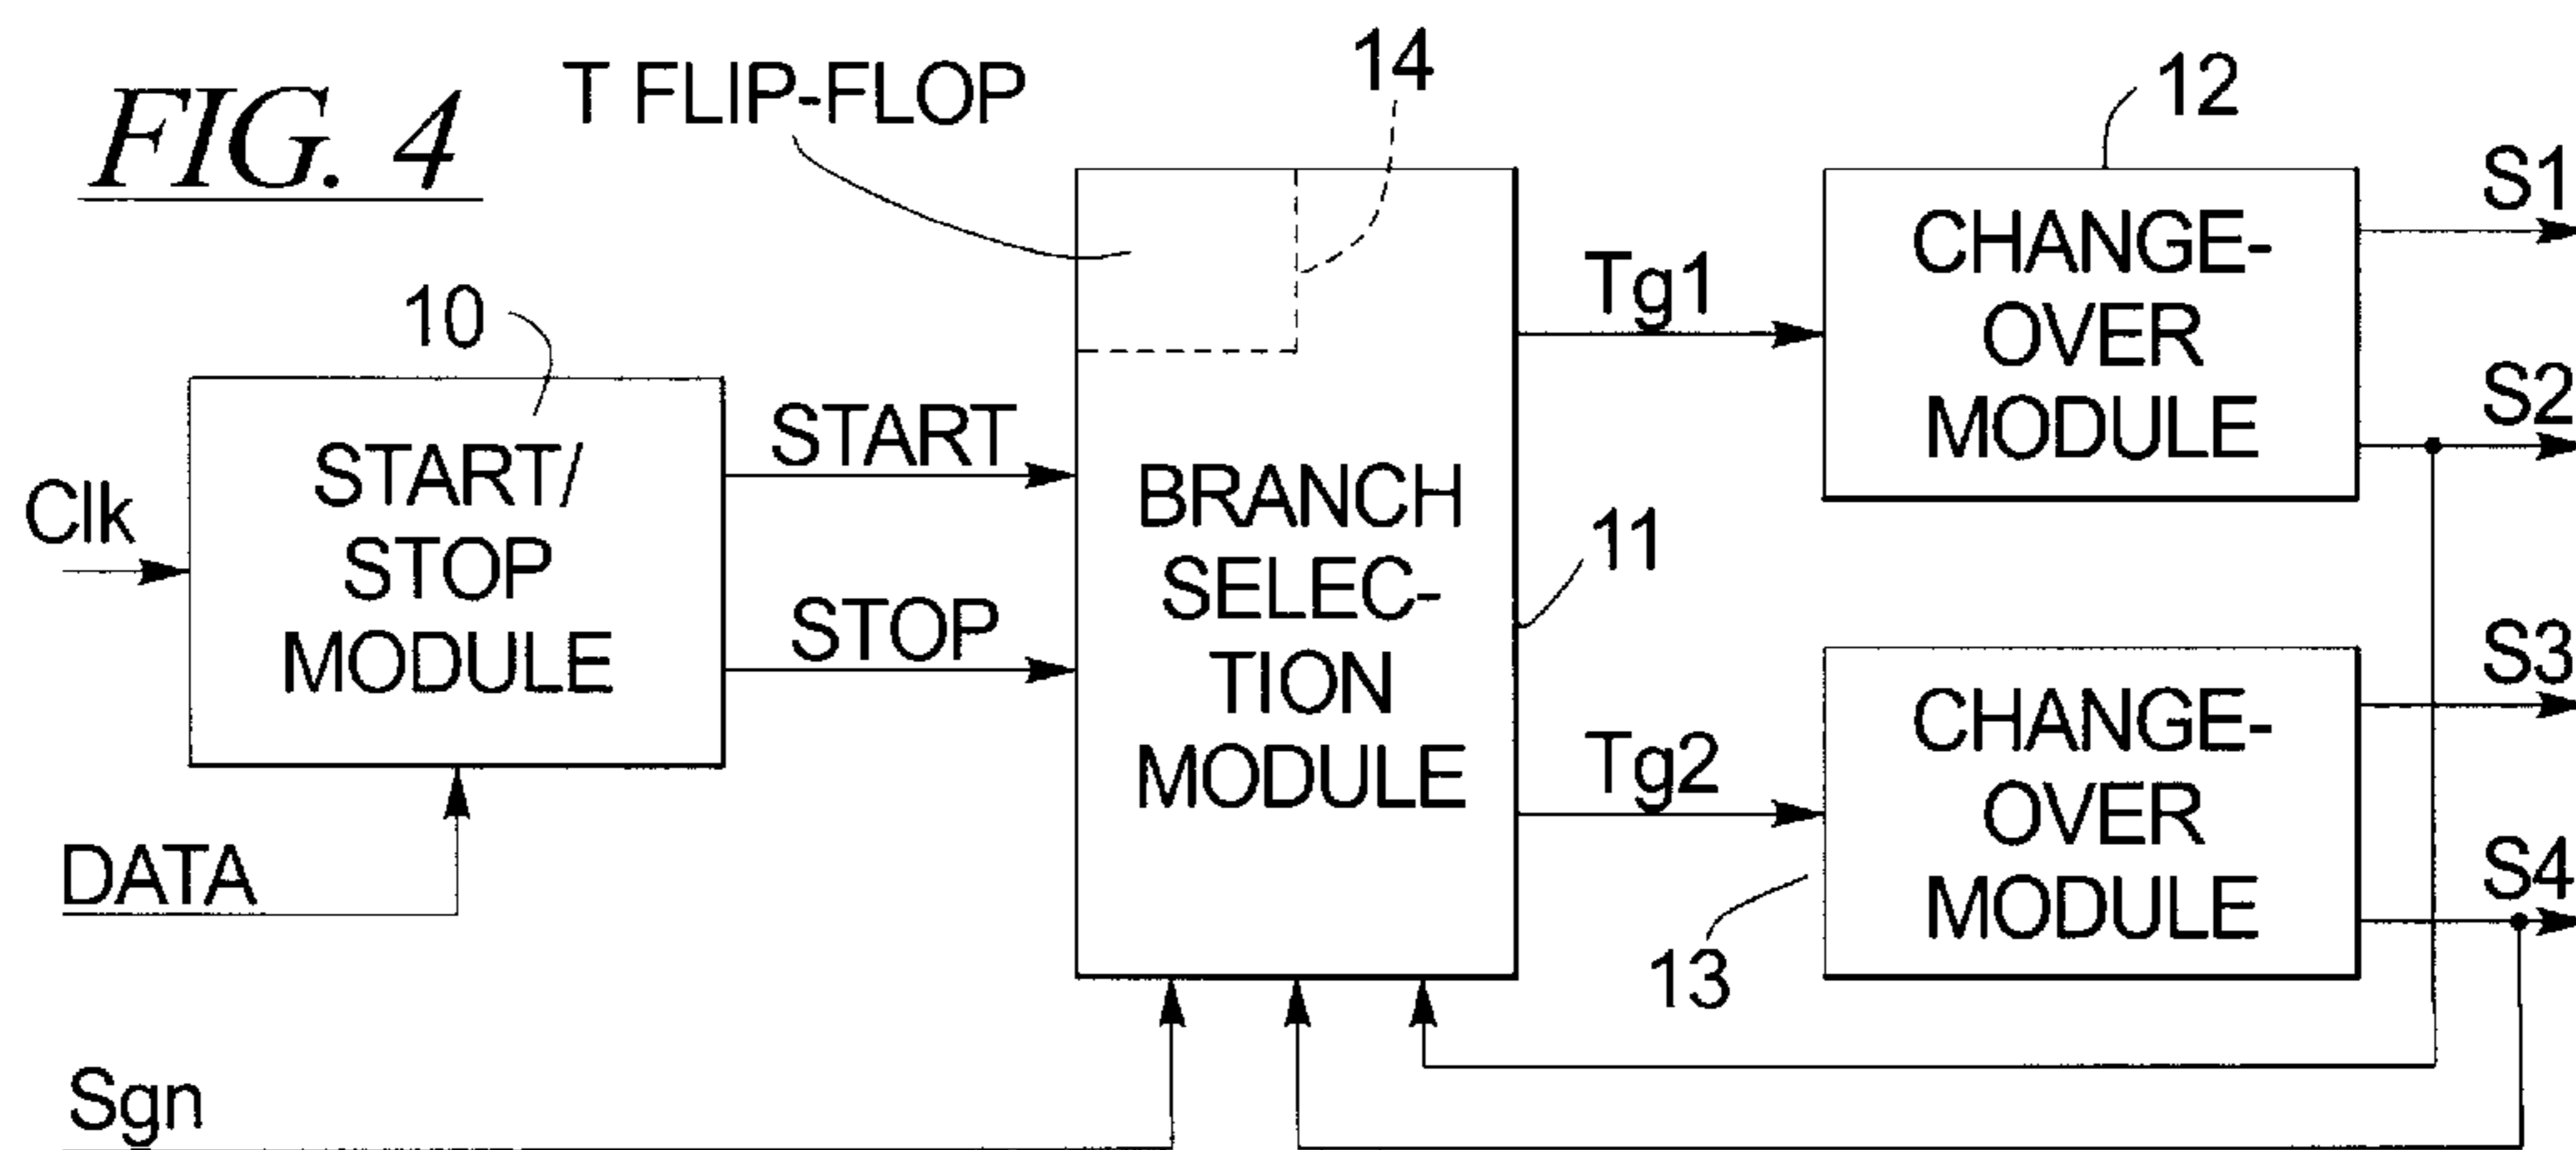 FIG. 4
T FLIP-FLOP
14
12
10
START/
STOP
MODULE
Clk
DATA
Sgn
START
STOP
BRANCH
SELEC-
TION
MODULE
11
Tg1
Tg2
CHANGE-
OVER
MODULE
S1
S2
CHANGE-
OVER
MODULE
13
S3
S4